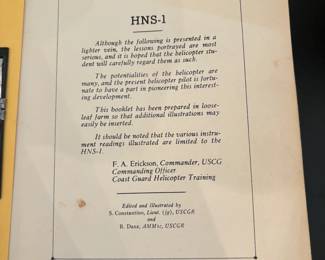 HNS-1
Although the following is presented in a
lighter vein, the lessons portrayed are most
serious, and it is hoped that the helicopter stu-
dent will carefully regard them as such.
The potentialities of the helicopter are
many, and the present helicopter pilot is fortu-
nate to have a part in pioneering this interest-
ing development.
This booklet has been prepared in loose-
leaf form so that additional illustrations may
easily be inserted.
It should be noted that the various instru-
ment readings illustrated are limited to the
HNS-1.
F. A. Erickson, Commander, USCG
Commanding Officer
Coast Guard Helicopter Training
Edited and Illustrated by
S. Constantino, Lieut. (jg), USCGR
and
R. Dunx, AMM1c, USCGR